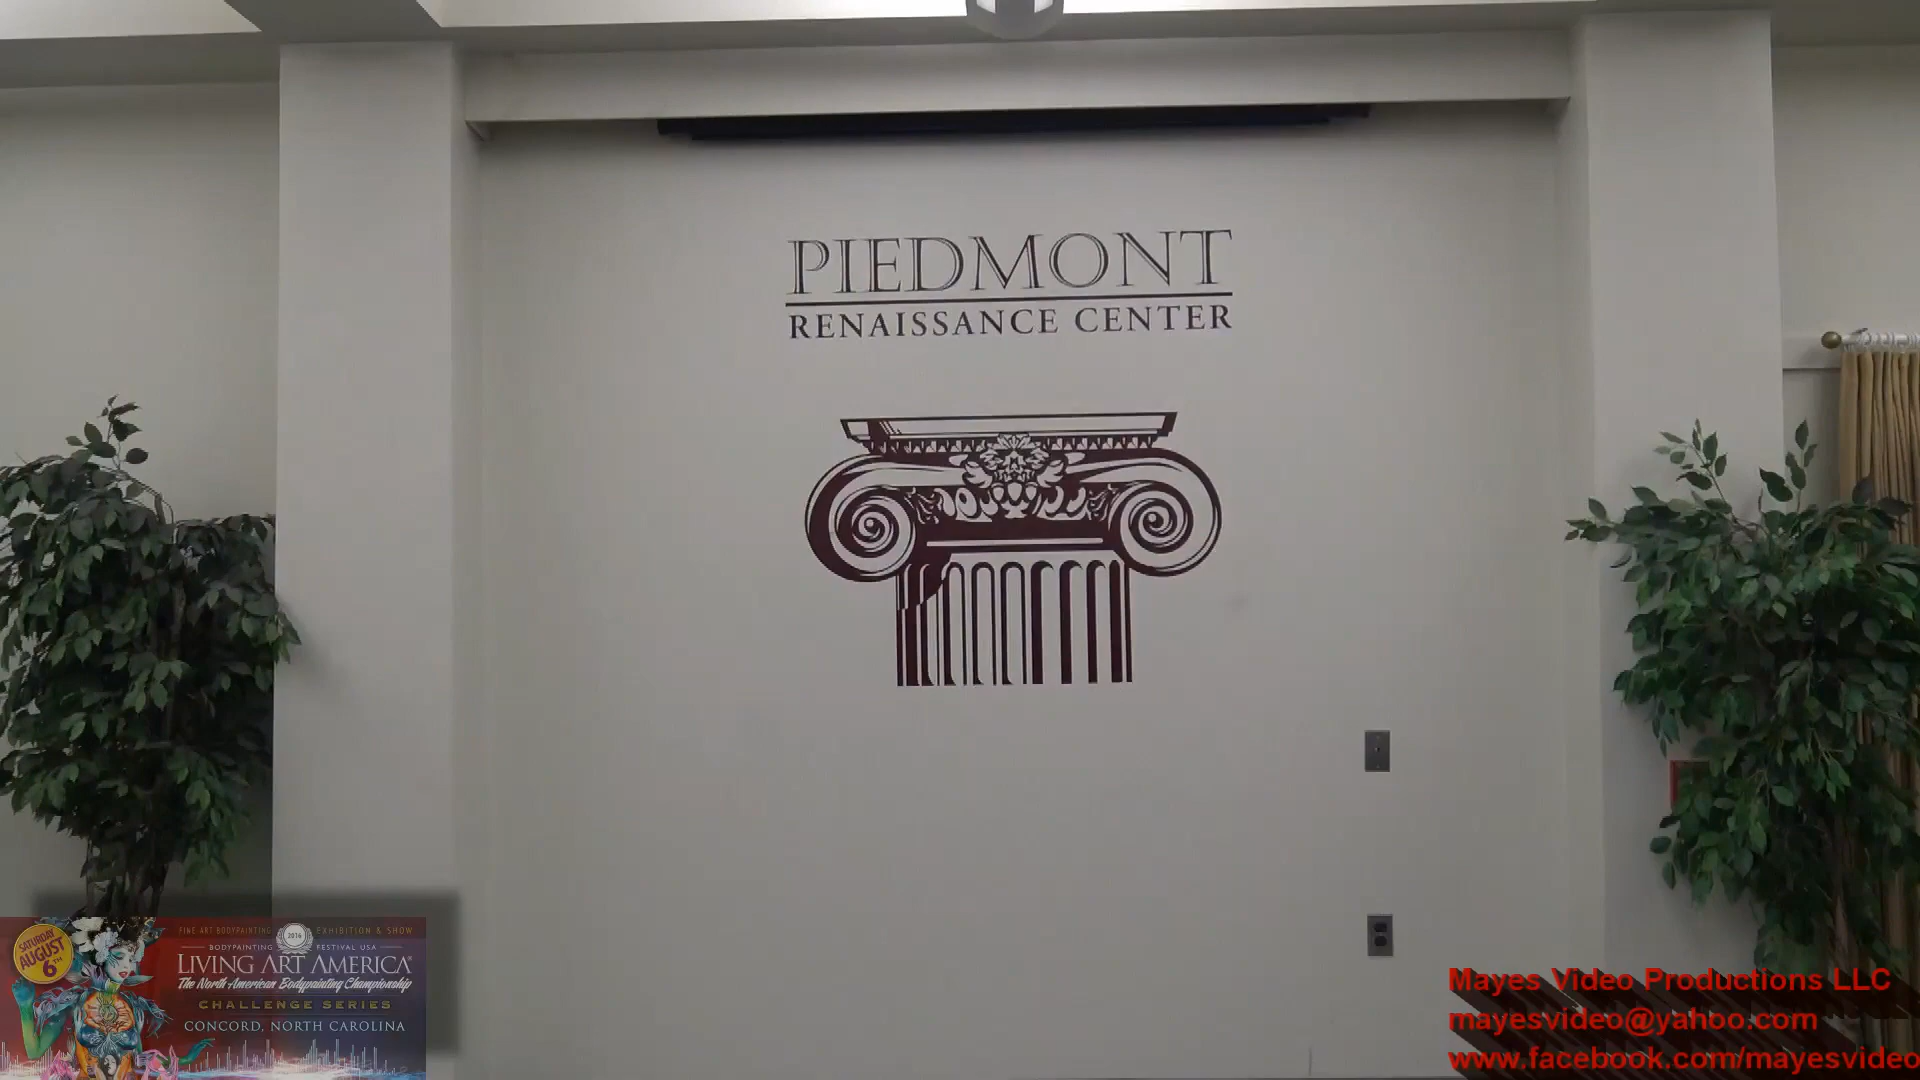 PIEDMONT
RENAISSANCE CENTER
SATURDAY
AUGUST
6TH
FINE ART BODYPAINTING 2016 EXHIBITION & SHOW
BODYPAINTING FESTIVAL USA
LIVING ART AMERICA®
The North American Bodypainting Championship
CHALLENGE SERIES
CONCORD, NORTH CAROLINA
Mayes Video Productions LLC
mayesvideo@yahoo.com
www.facebook.com/mayesvideo